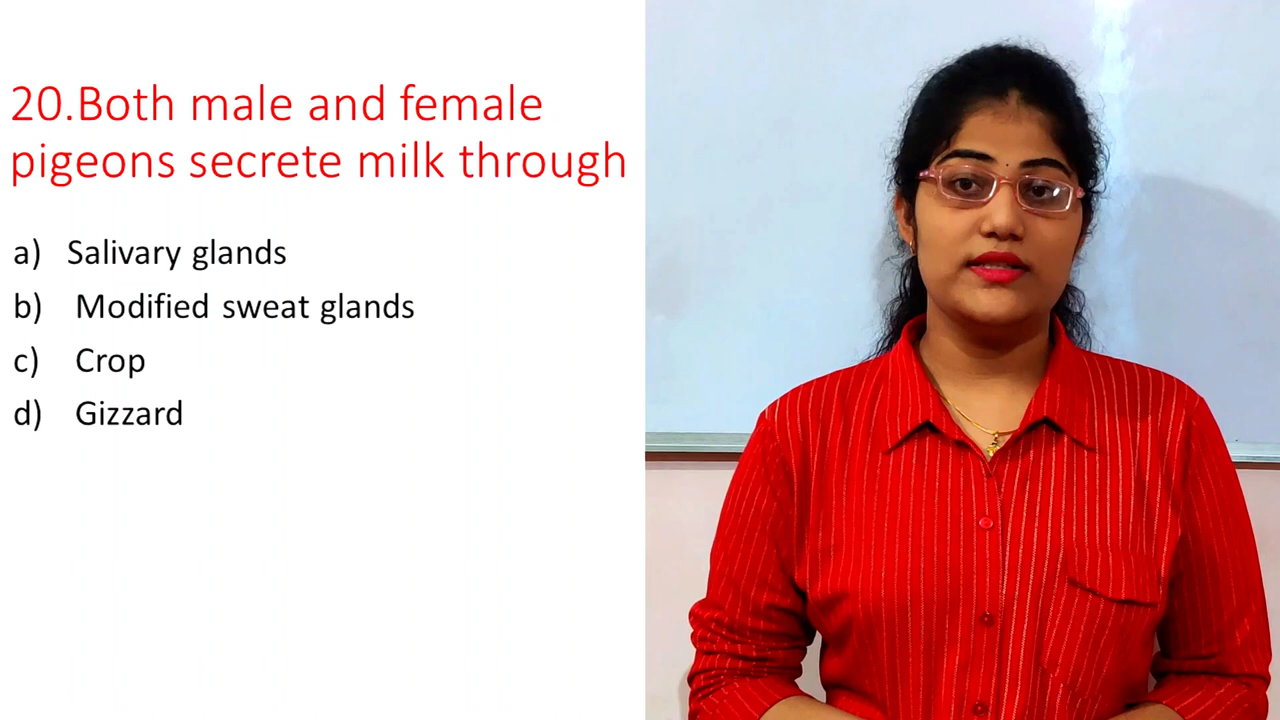 20.Both male and female
pigeons secrete milk through
a) Salivary glands
b) Modified sweat glands
c) Crop
d) Gizzard